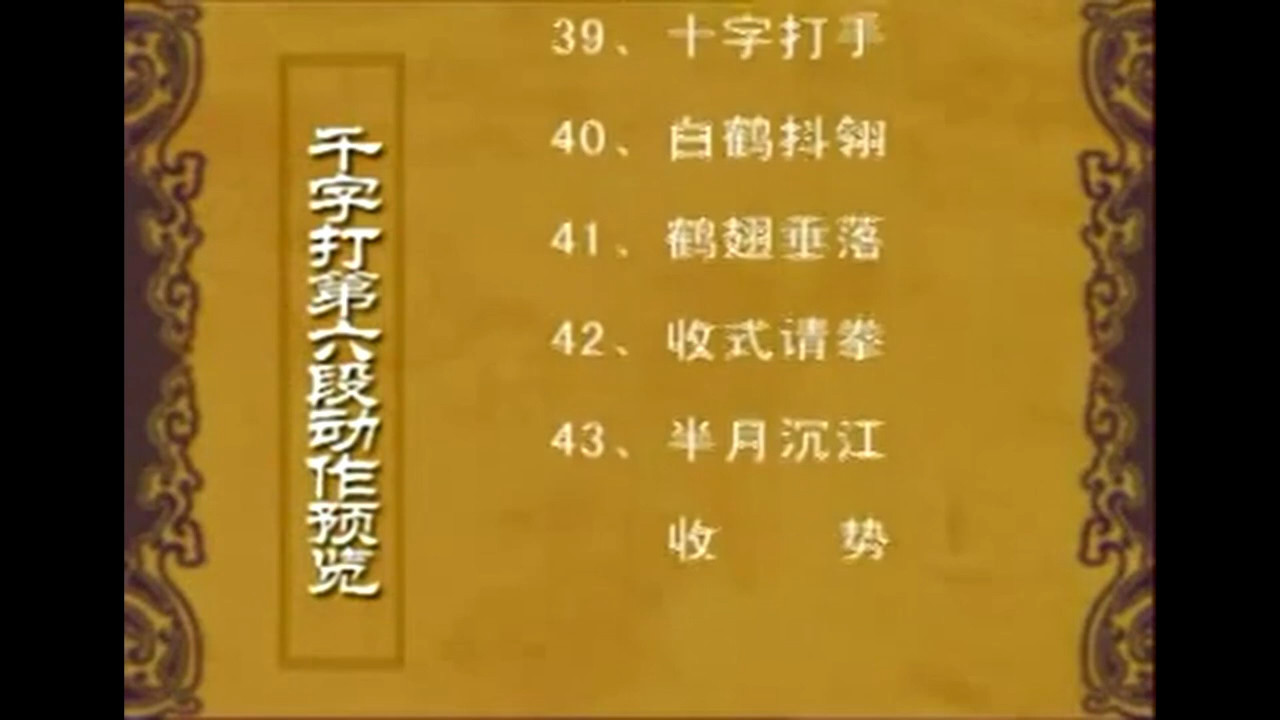 千字打第六段动作预览
39、十字打手
40、白鹤抖翎
41、鹤翅垂落
42、收式请拳
43、半月沉江
收 势